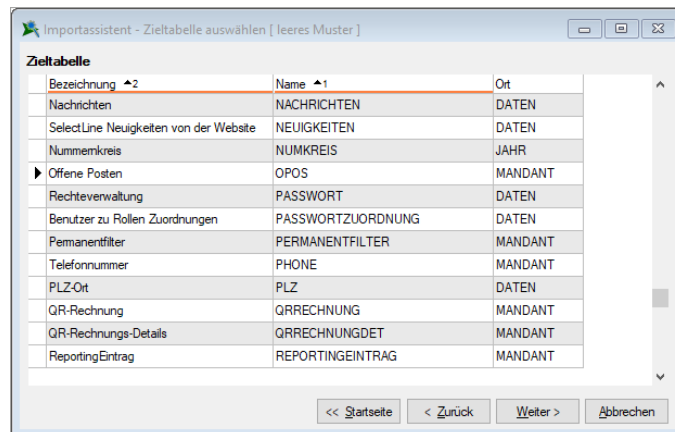 Importassistent - Zieltabelle auswählen [ leeres Muster ]
Zieltabelle
Bezeichnung 2 Name 1 Ort
Nachrichten NACHRICHTEN DATEN
SelectLine Neuigkeiten von der Website NEUIGKEITEN DATEN
Nummernkreis NUMKREIS JAHR
Offene Posten OPOS MANDANT
Rechteverwaltung PASSWORT DATEN
Benutzer zu Rollen Zuordnungen PASSWORTZUORDNUNG DATEN
Permanentfilter PERMANENTFILTER MANDANT
Telefonnummer PHONE MANDANT
PLZ-Ort PLZ DATEN
QR-Rechnung QRRECHNUNG MANDANT
QR-Rechnungs-Details QRRECHNUNGDET MANDANT
ReportingEintrag REPORTINGEINTRAG MANDANT
<< Startseite < Zurück Weiter > Abbrechen